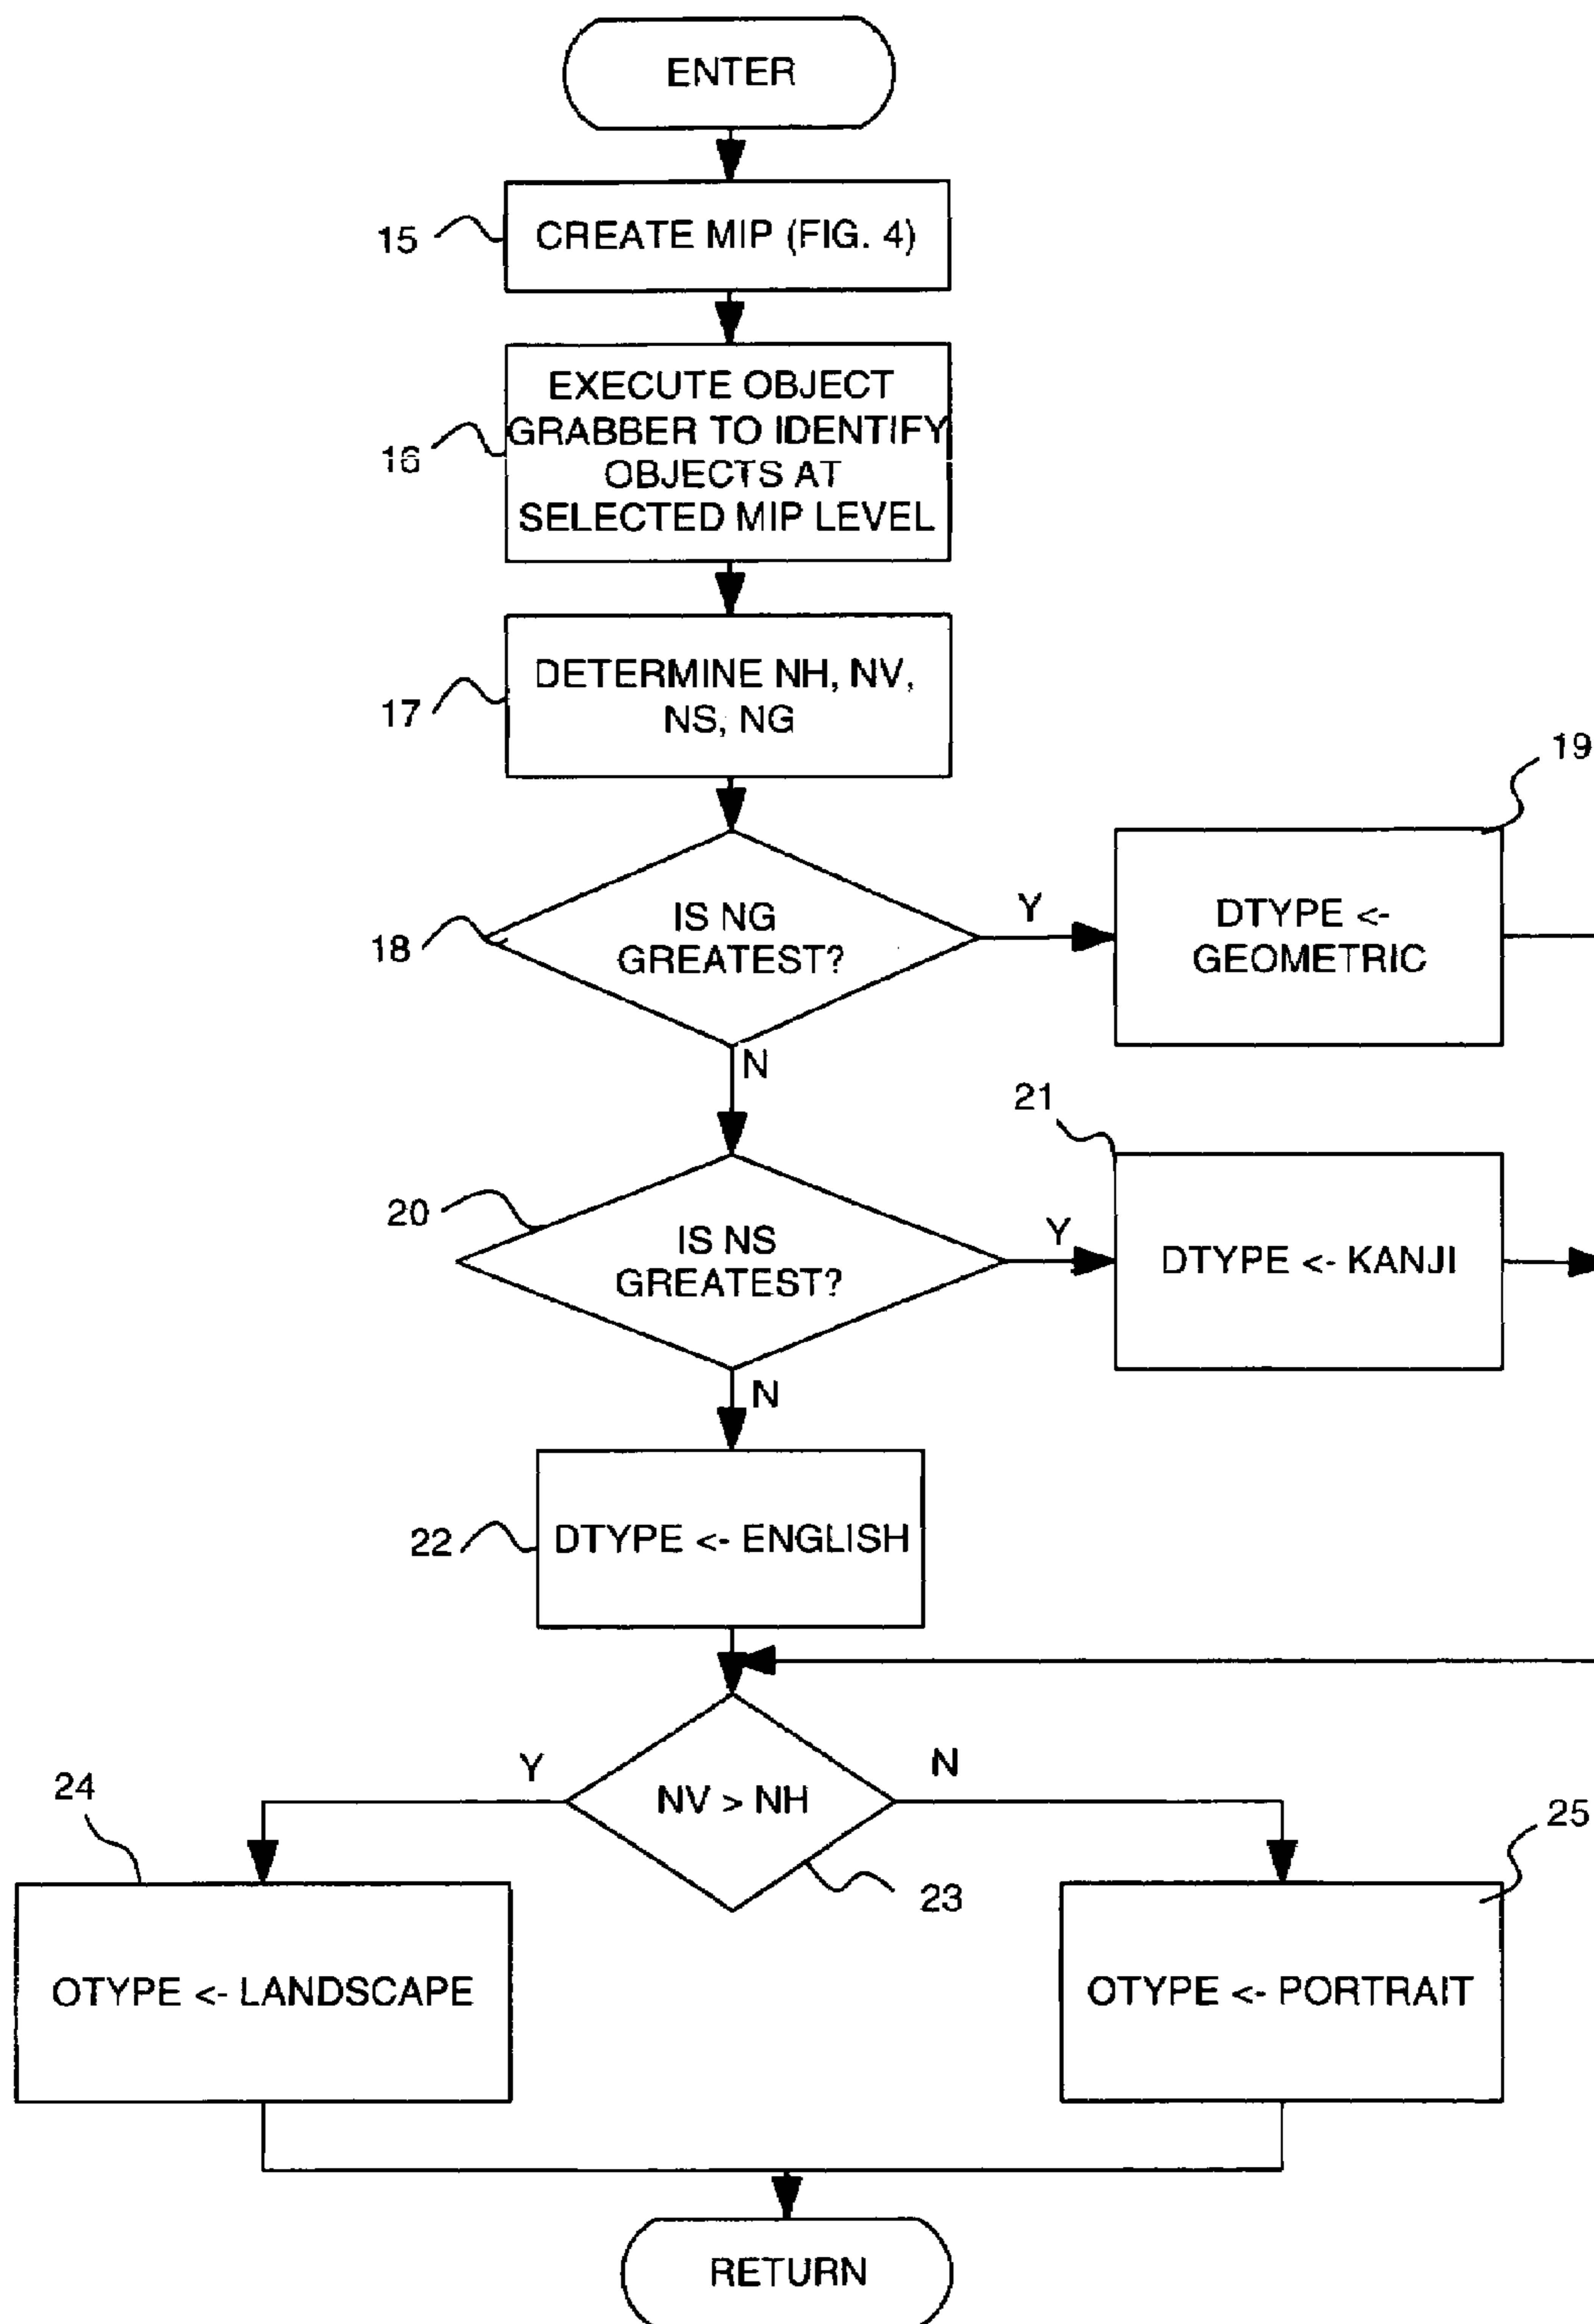 ENTER
15
CREATE MIP (FIG. 4)
16
EXECUTE OBJECT
GRABBER TO IDENTIFY
OBJECTS AT
SELECTED MIP LEVEL
17
DETERMINE NH, NV,
NS, NG
18
IS NG
GREATEST?
Y
19
DTYPE <-
GEOMETRIC
N
20
IS NS
GREATEST?
Y
21
DTYPE <- KANJI
N
22
DTYPE <- ENGLISH
Y
NV > NH
N
23
24
OTYPE <- LANDSCAPE
25
OTYPE <- PORTRAIT
RETURN